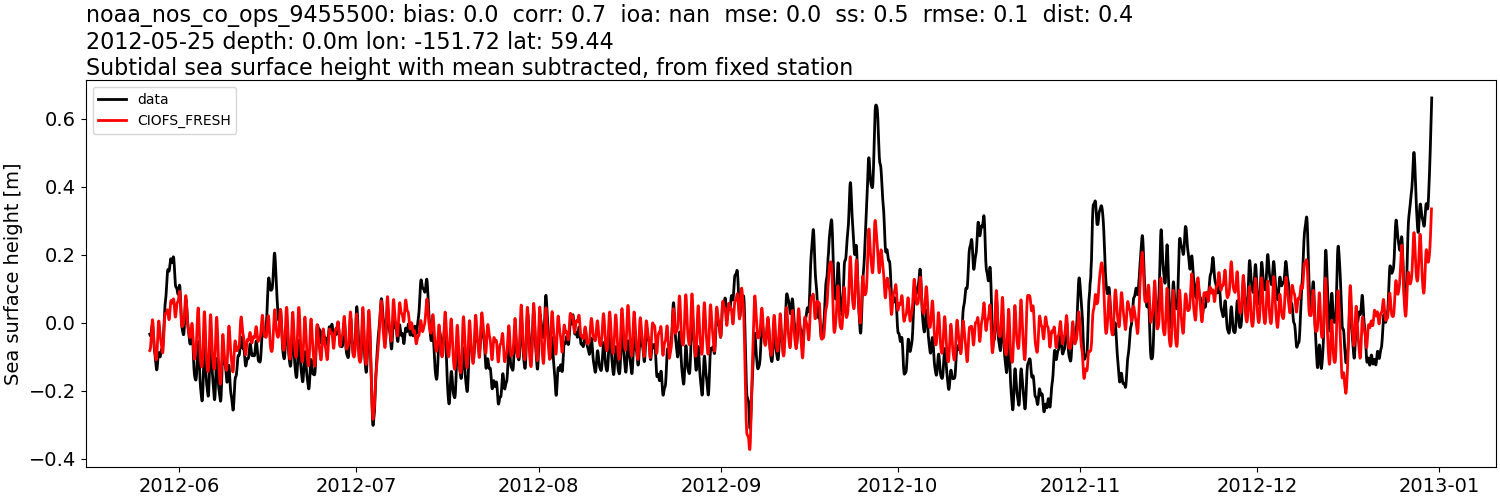 noaa_nos_co_ops_9455500: bias: 0.0 corr: 0.7 ioa: nan mse: 0.0 ss: 0.5 rmse: 0.1 dist: 0.4
2012-05-25 depth: 0.0m lon: -151.72 lat: 59.44
Subtidal sea surface height with mean subtracted, from fixed station
data
CIOFS_FRESH
Sea surface height [m]
0.6
0.4
0.2
0.0
−0.2
−0.4
2012-06 2012-07 2012-08 2012-09 2012-10 2012-11 2012-12 2013-01